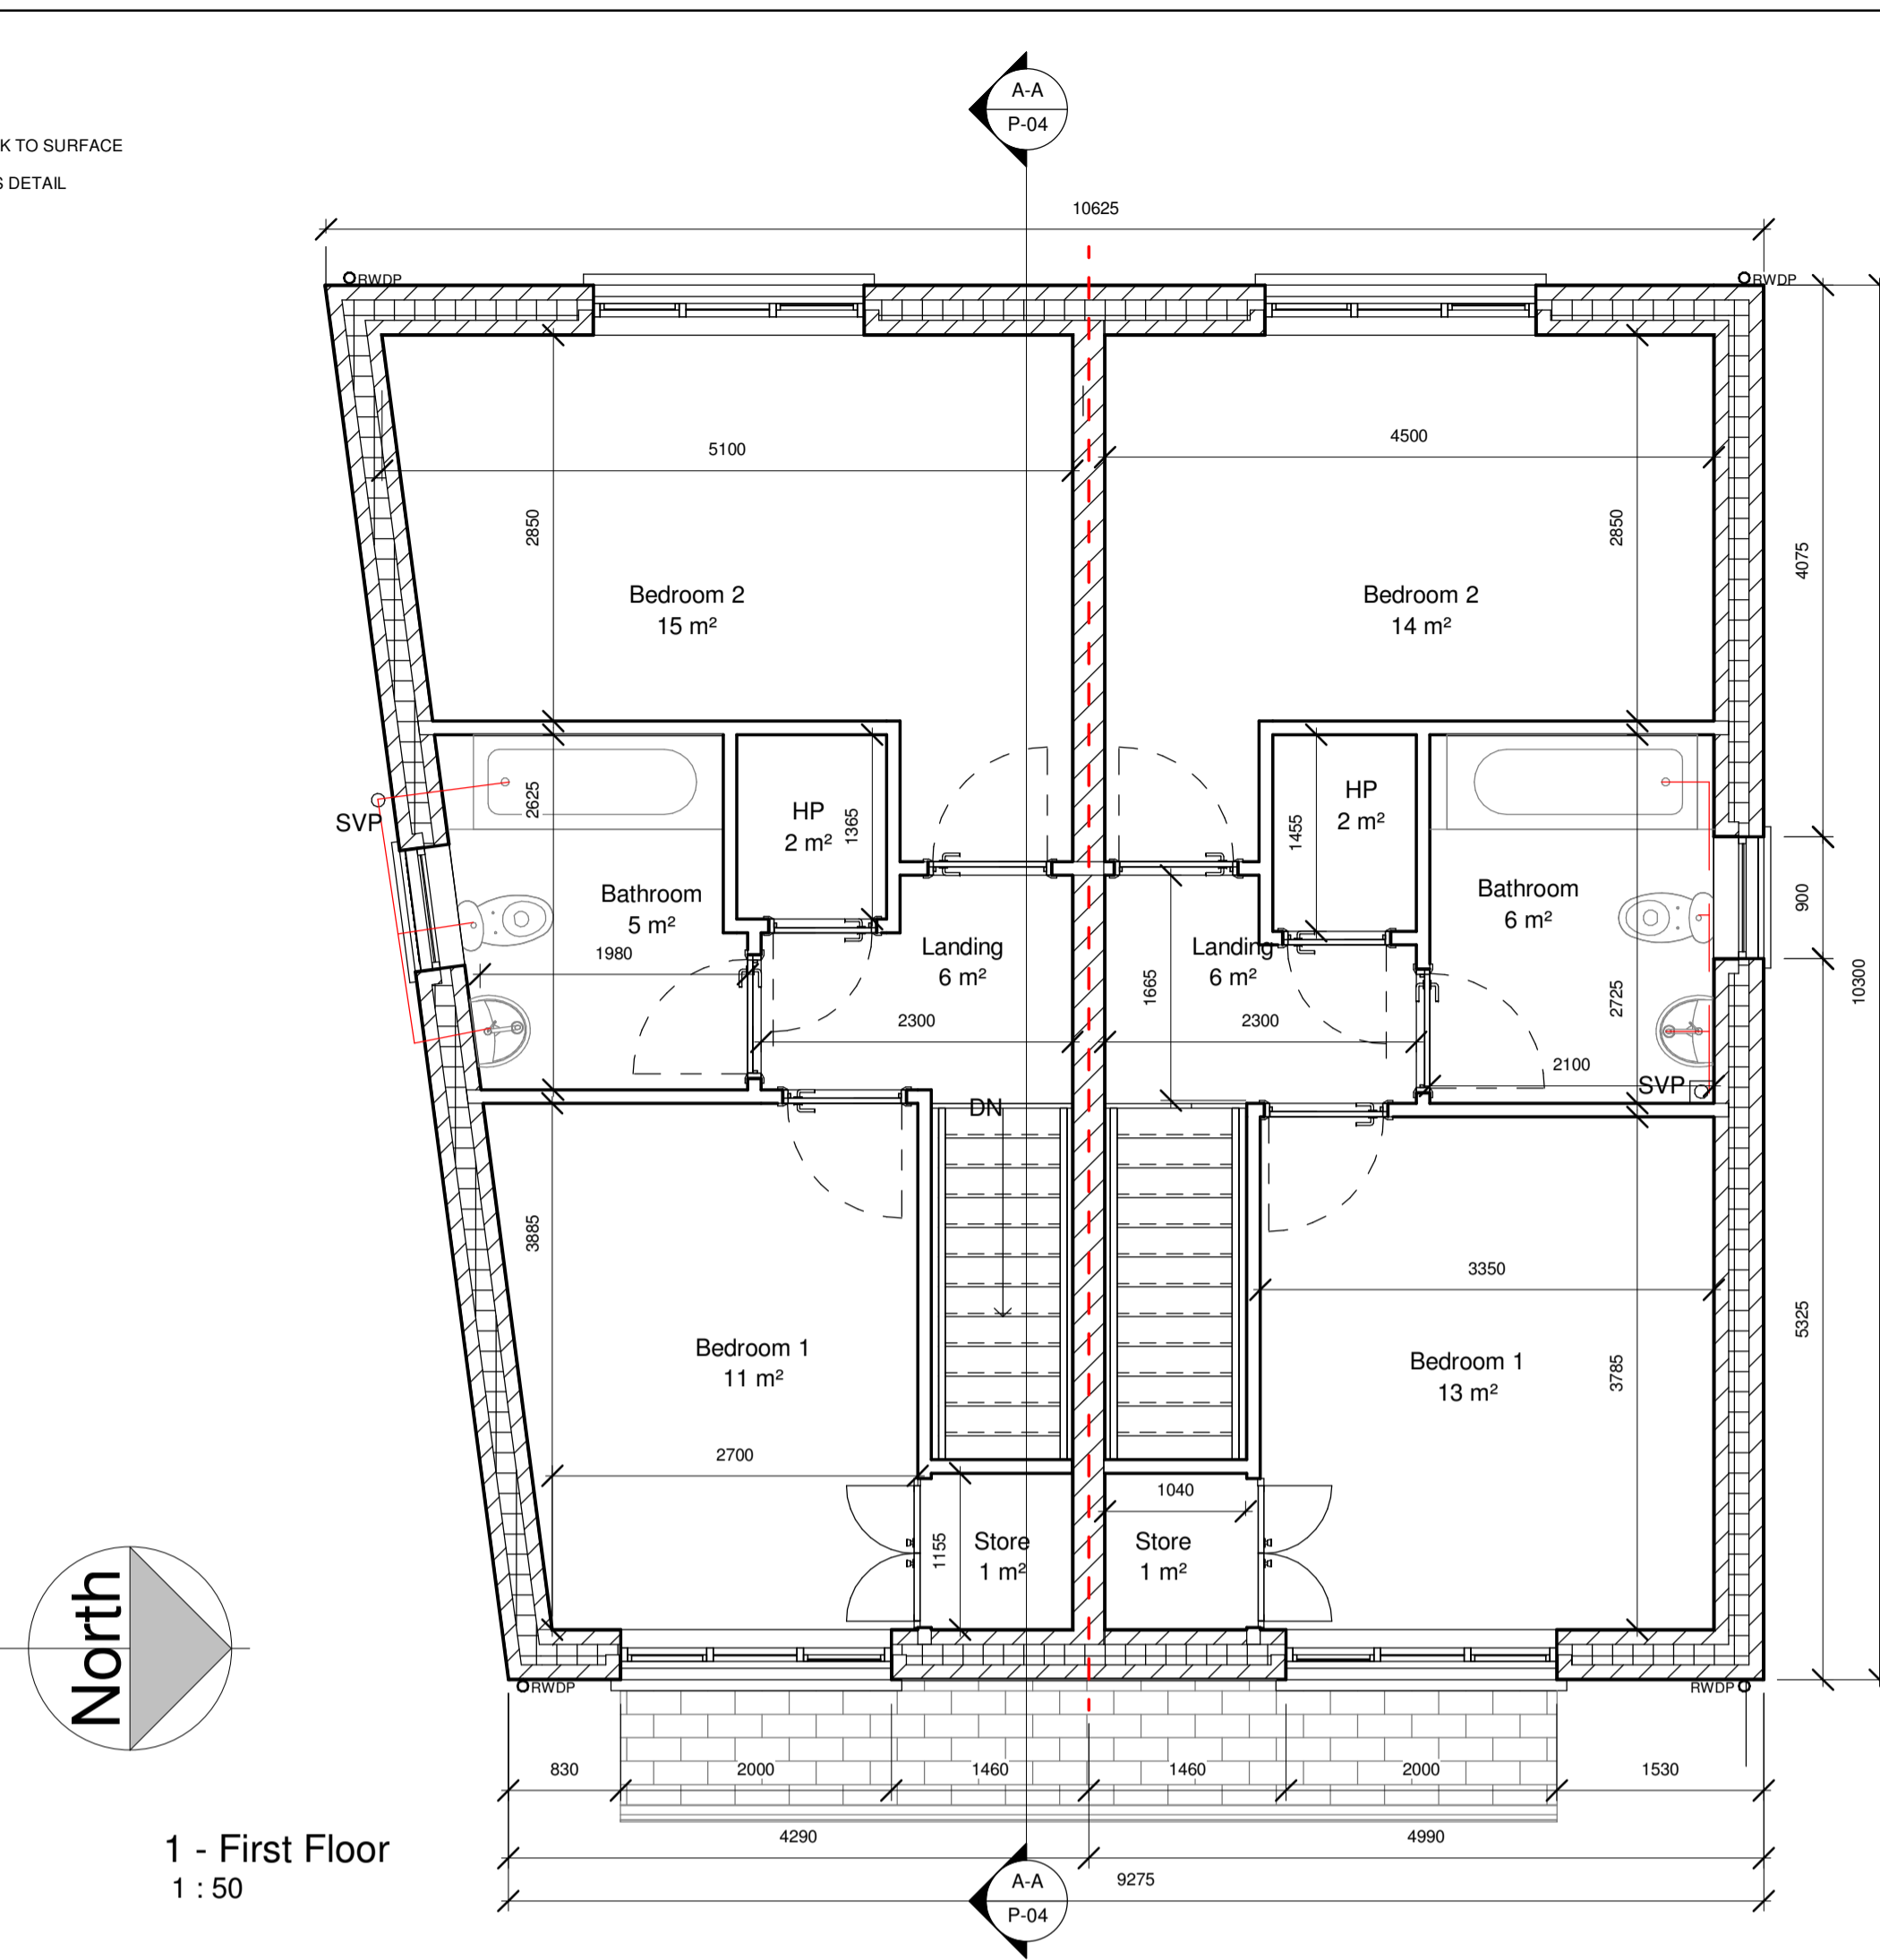 A-A
P-04
K TO SURFACE
S DETAIL
10625
RWDP
RWDP
5100
4500
2850
2850
4075
Bedroom 2
15 m²
Bedroom 2
14 m²
2625
HP
2 m²
1365
1455
HP
2 m²
SVP
Bathroom
5 m²
1980
Landing
6 m²
Landing
6 m²
Bathroom
6 m²
900
10300
1665
2725
2300
2300
2100
SVP
DN
3885
3350
5325
Bedroom 1
11 m²
Bedroom 1
13 m²
3785
2700
1040
1155
Store
1 m²
Store
1 m²
North
RWDP
RWDP
830
2000
1460
1460
2000
1530
4290
4990
9275
1 - First Floor
1 : 50
A-A
P-04